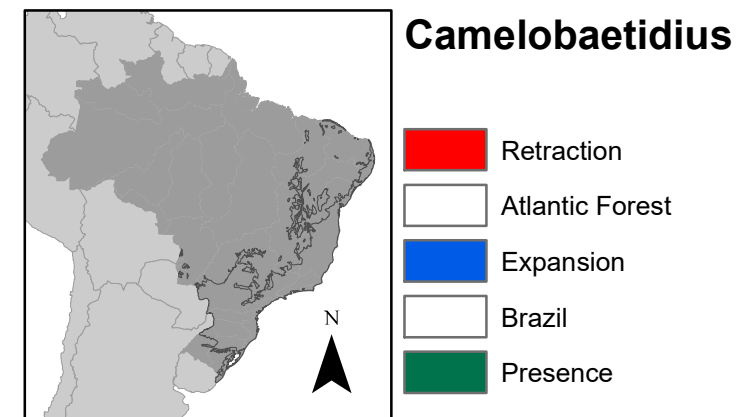 Camelobaetidius
Retraction
Atlantic Forest
Expansion
Brazil
Presence
N